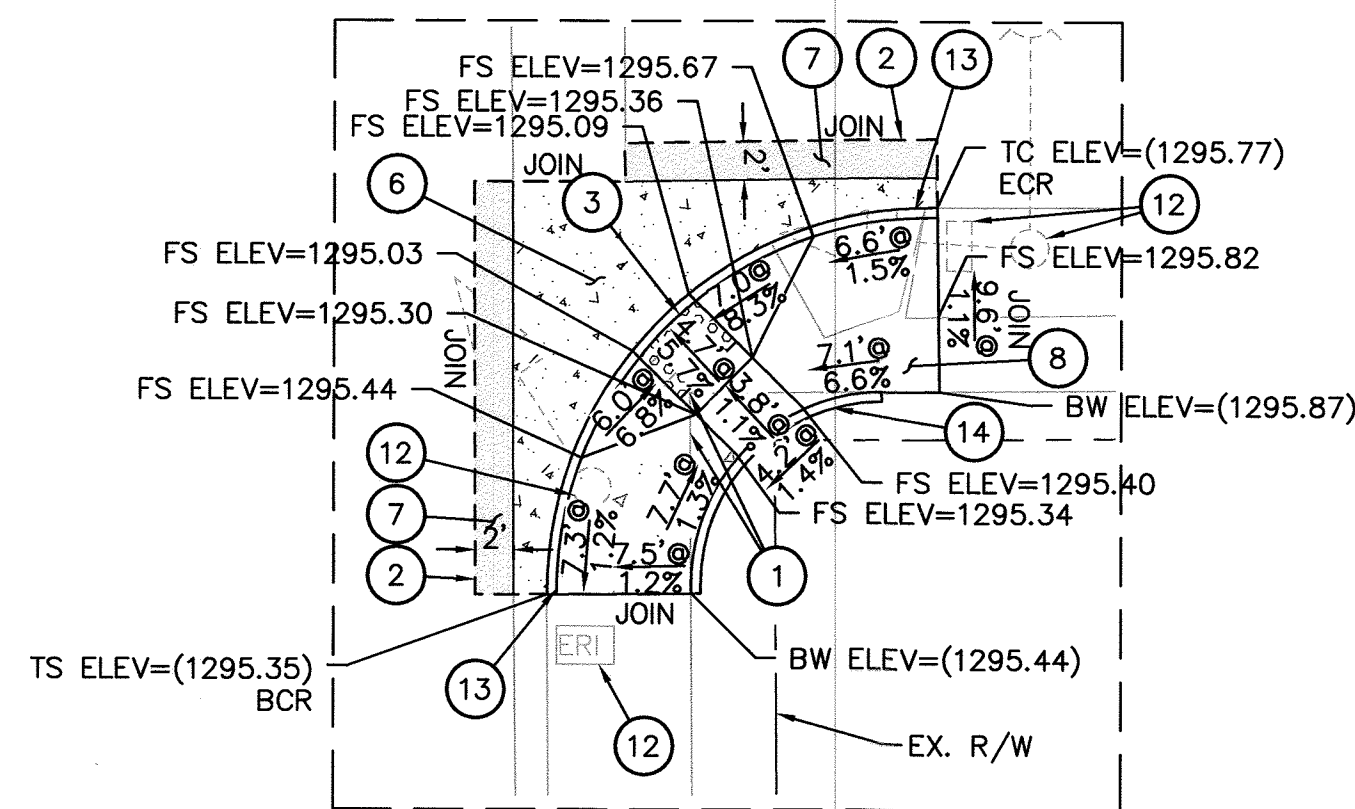 FS ELEV=1295.67
7
2
13
FS ELEV=1295.36
FS ELEV=1295.09
JOIN
JOIN
2'
TC ELEV=(1295.77)
ECR
6
3
12
6.6'@
1.5%
FS ELEV=1295.03
FS ELEV=1295.82
7.0@
8.3%
9.6'@
1.1%
JOIN
FS ELEV=1295.30
JOIN
4.7'@
5.7%
7.1'@
6.6%
8
FS ELEV=1295.44
6.0'@
6.8%
3.8'@
1.1%
BW ELEV=(1295.87)
14
12
4.2'@
1.4%
7.7'@
1.3%
FS ELEV=1295.40
FS ELEV=1295.34
7
2'
7.3'@
1.2%
7.5'@
1.2%
2
1
JOIN
ERI
TS ELEV=(1295.35)
BCR
13
BW ELEV=(1295.44)
12
EX. R/W